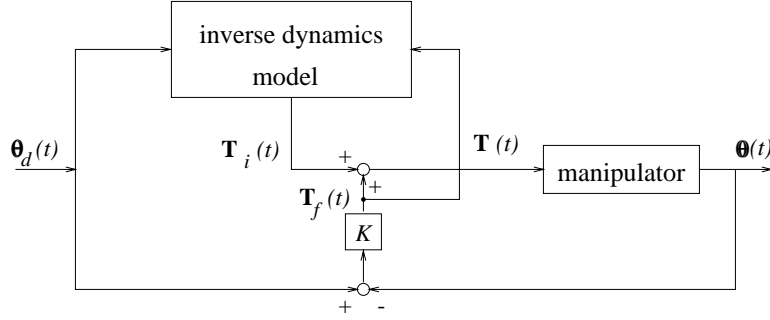 inverse dynamics
model
θ_d(t)
T_i(t)
+
+
T(t)
θ(t)
manipulator
T_f(t)
K
+
-